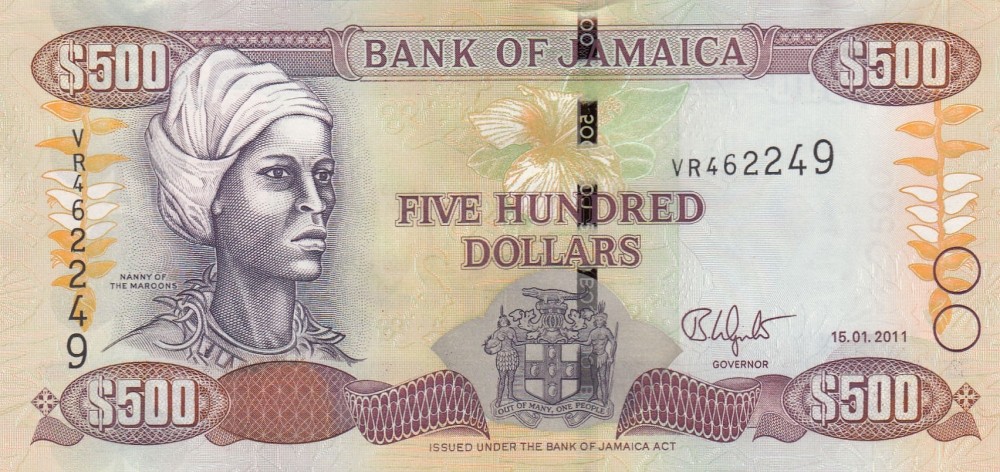 $500
BANK OF JAMAICA
$500
VR462249
VR462249
FIVE HUNDRED
DOLLARS
NANNY OF
THE MAROONS
15.01.2011
GOVERNOR
$500
OUT OF MANY, ONE PEOPLE
$500
ISSUED UNDER THE BANK OF JAMAICA ACT